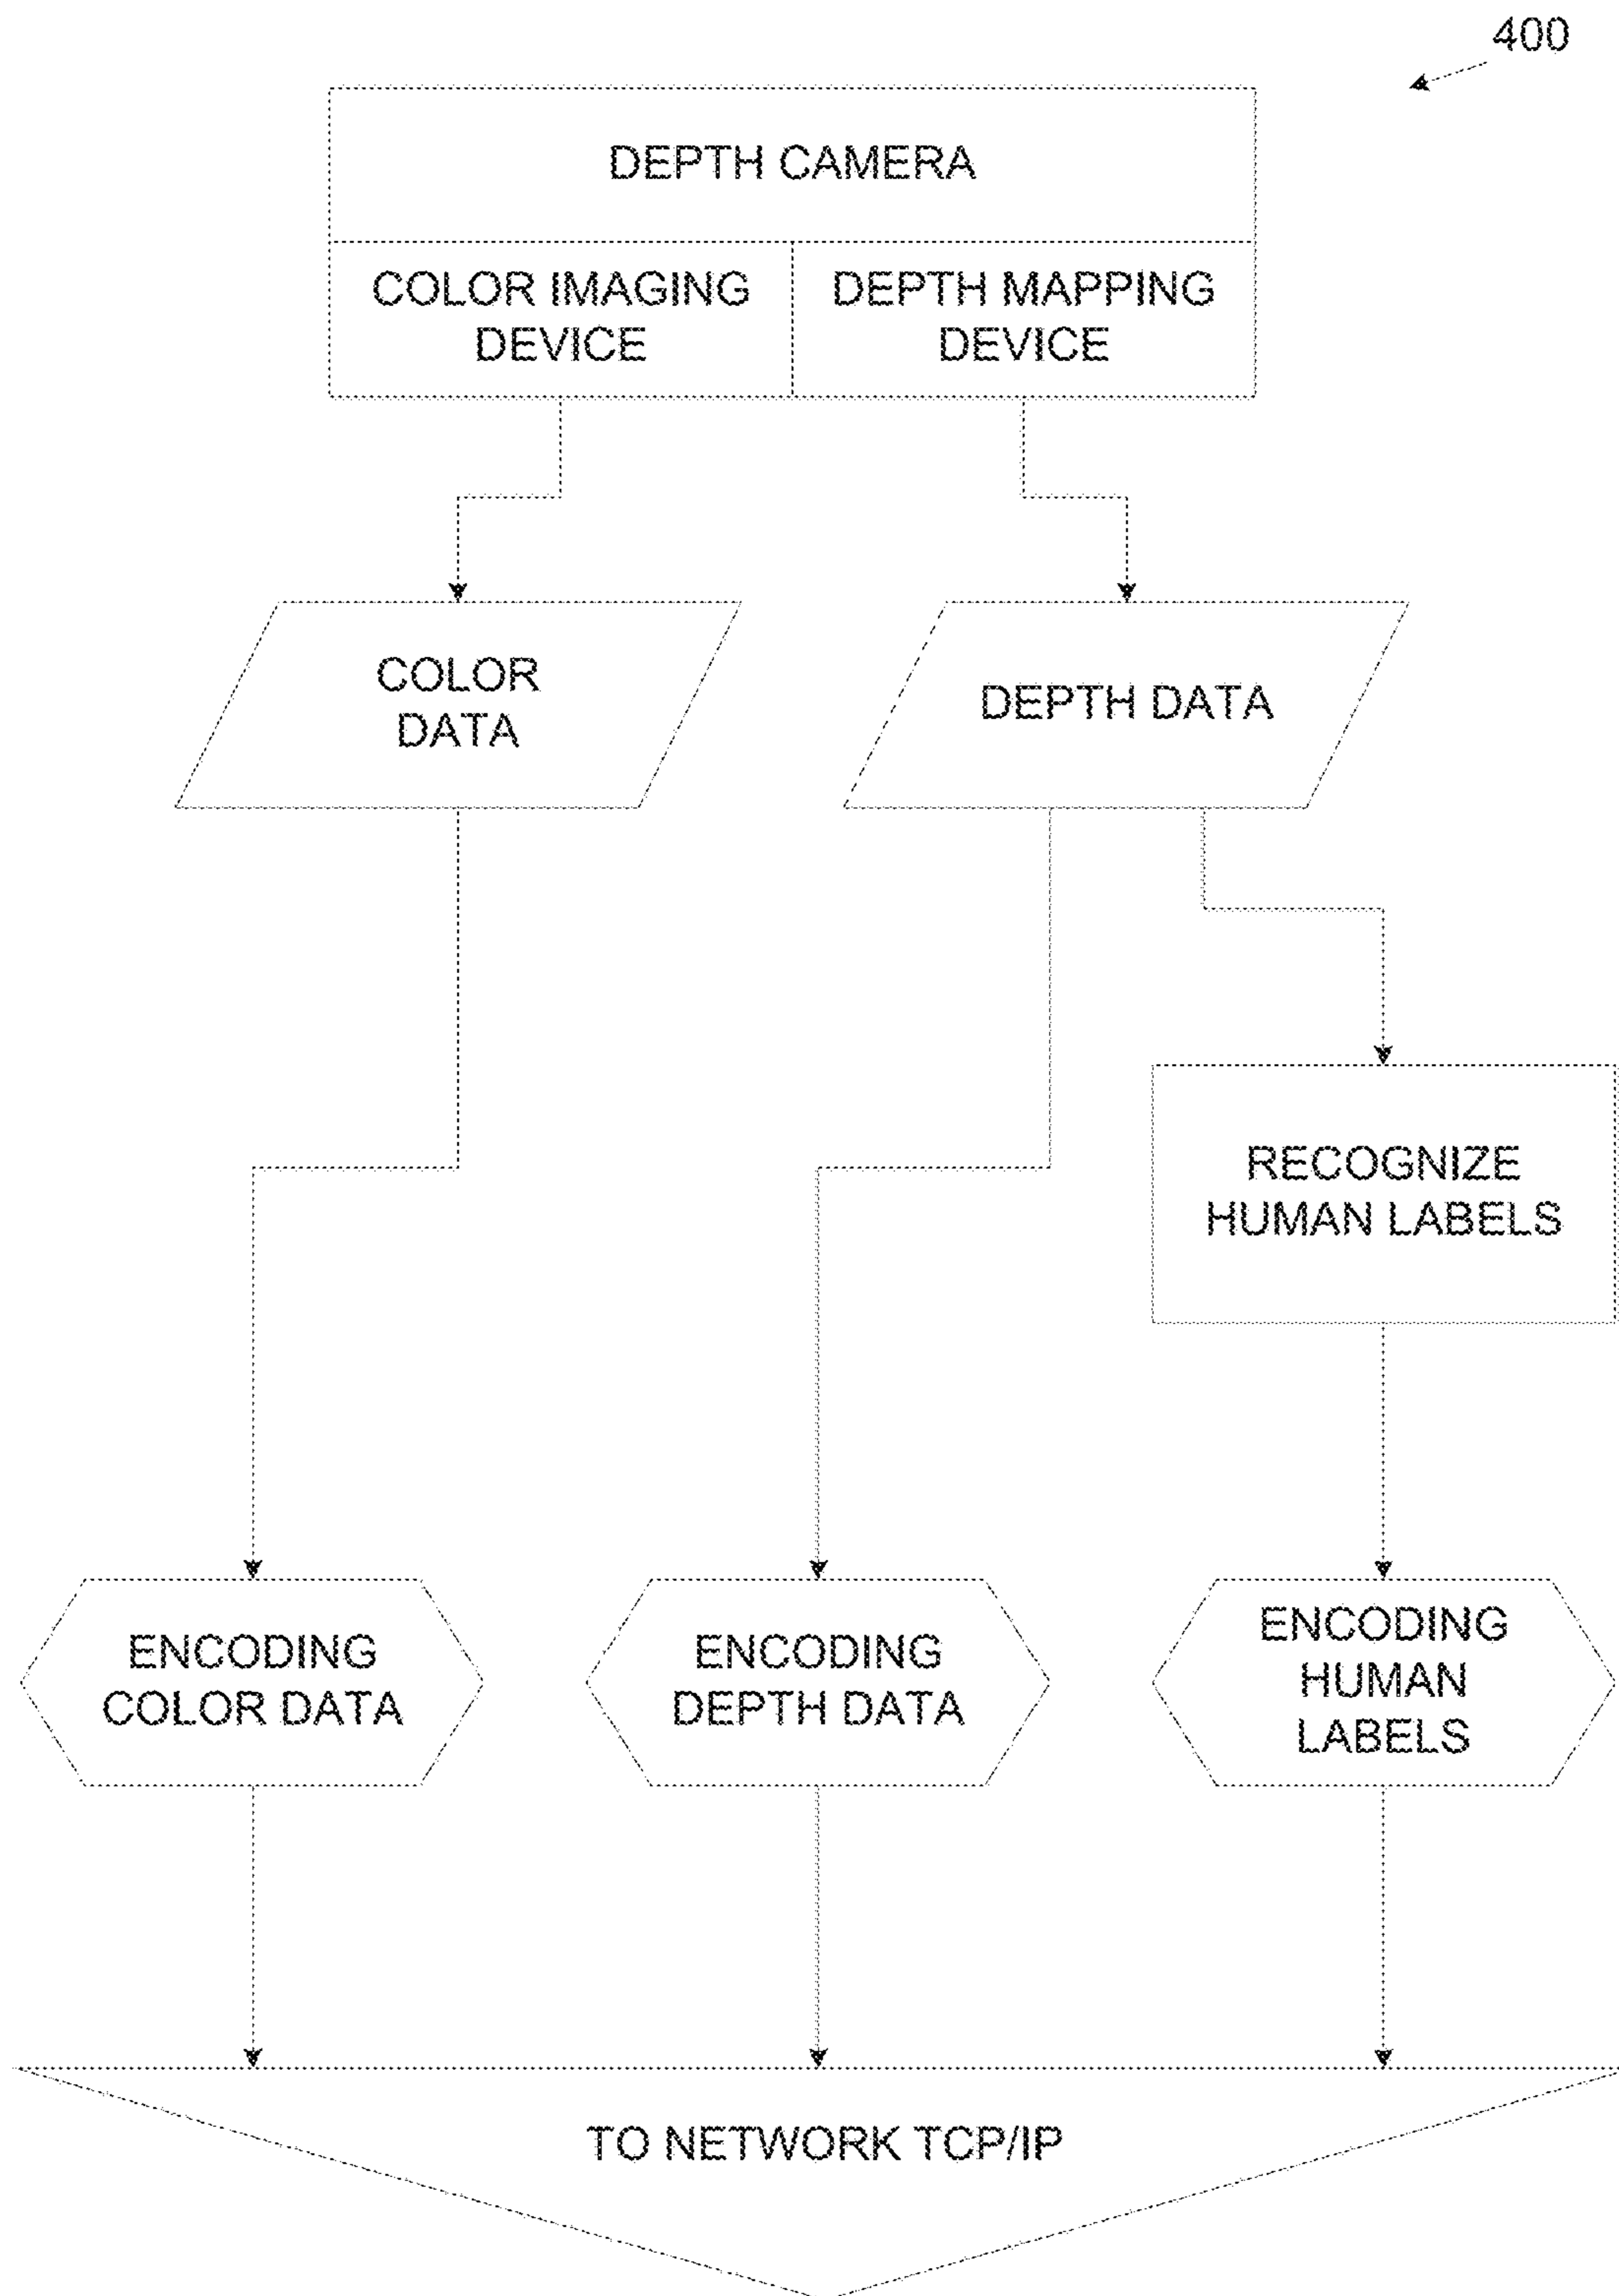 400
DEPTH CAMERA
COLOR IMAGING
DEVICE
DEPTH MAPPING
DEVICE
COLOR
DATA
DEPTH DATA
RECOGNIZE
HUMAN LABELS
ENCODING
COLOR DATA
ENCODING
DEPTH DATA
ENCODING
HUMAN
LABELS
TO NETWORK TCP/IP